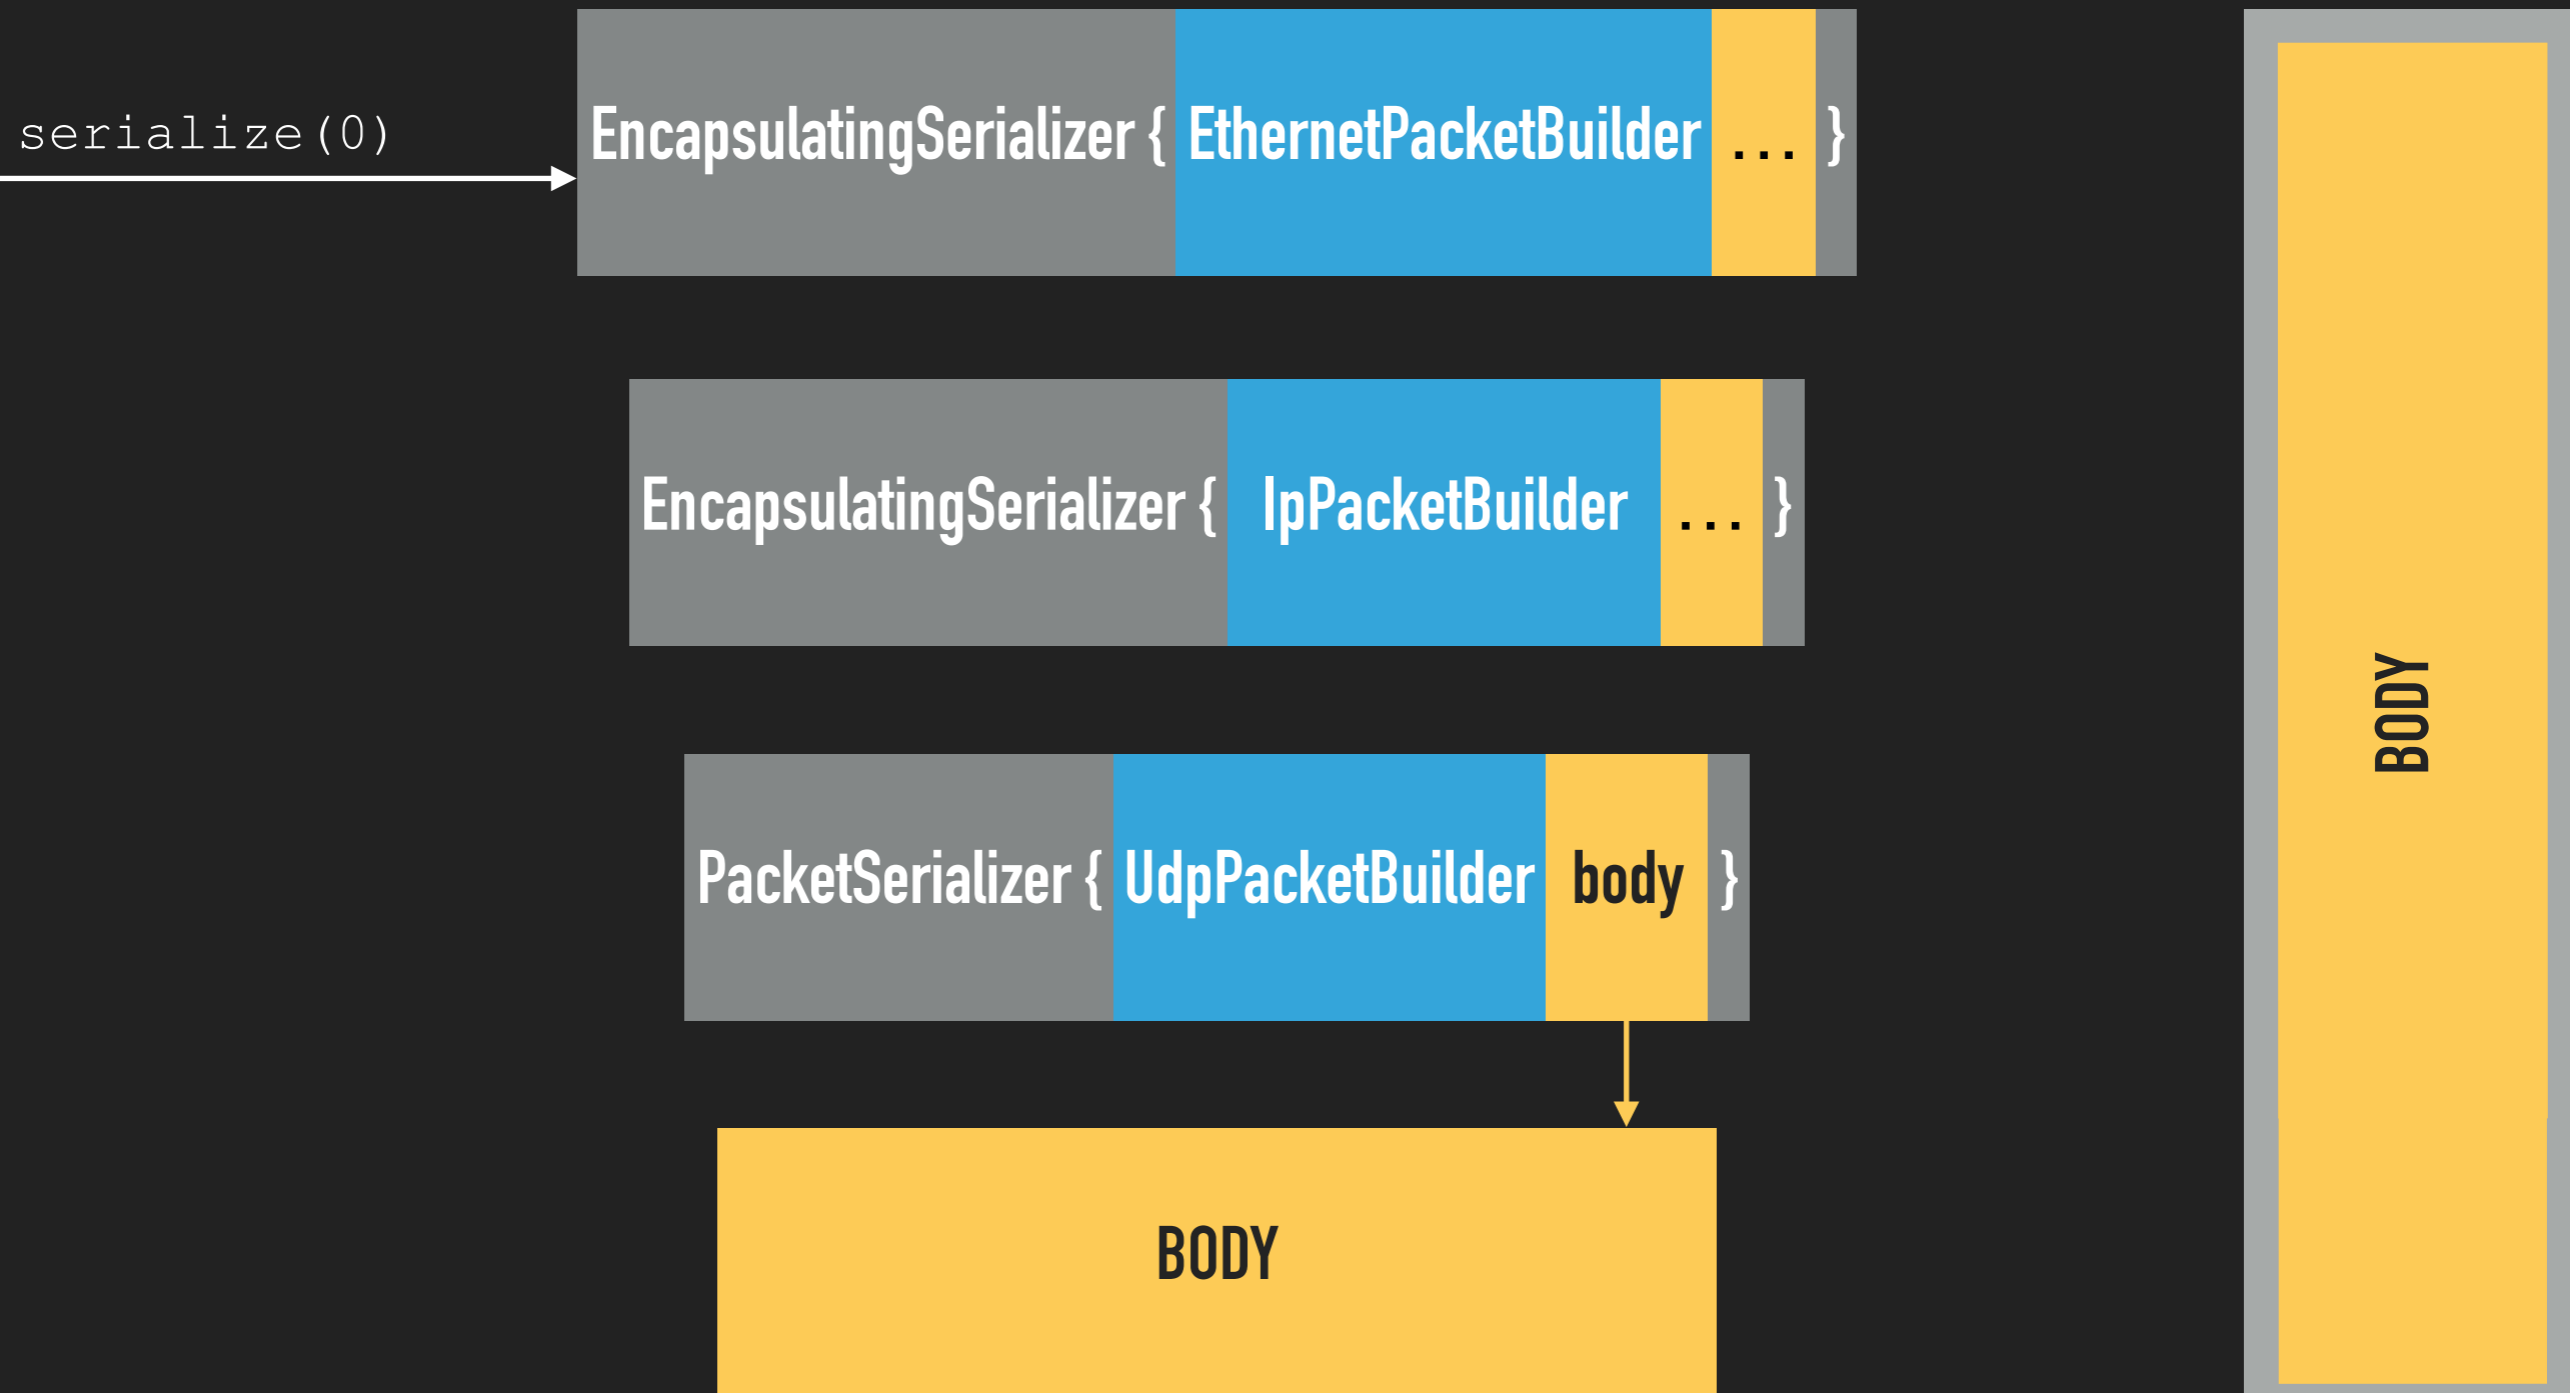 serialize(0)
EncapsulatingSerializer { EthernetPacketBuilder ... }
EncapsulatingSerializer { IpPacketBuilder ... }
PacketSerializer { UdpPacketBuilder body }
BODY
BODY